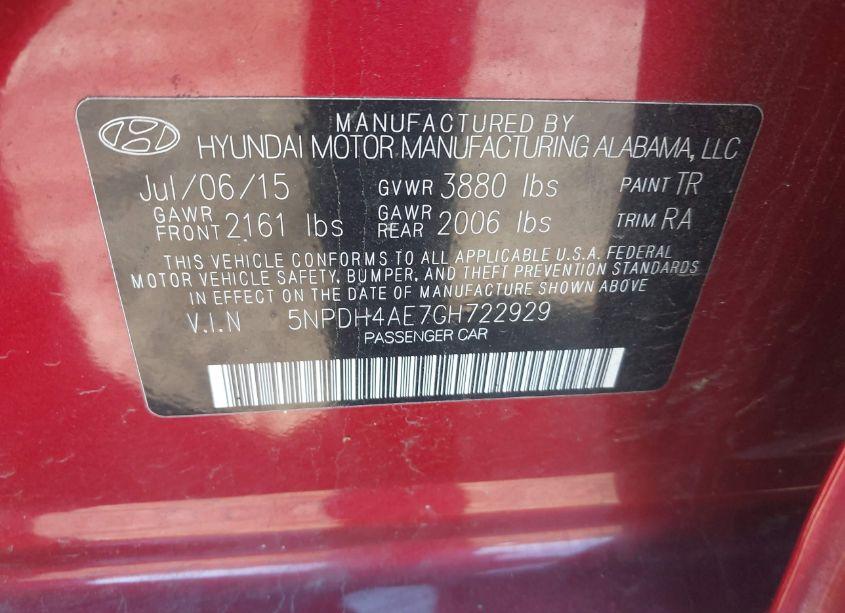 MANUFACTURED BY
HYUNDAI MOTOR MANUFACTURING ALABAMA, LLC
Jul/06/15 GVWR 3880 lbs PAINT TR
GAWR FRONT 2161 lbs GAWR REAR 2006 lbs TRIM RA
THIS VEHICLE CONFORMS TO ALL APPLICABLE U.S.A. FEDERAL
MOTOR VEHICLE SAFETY, BUMPER, AND THEFT PREVENTION STANDARDS
IN EFFECT ON THE DATE OF MANUFACTURE SHOWN ABOVE
V.I.N 5NPDH4AE7GH722929
PASSENGER CAR